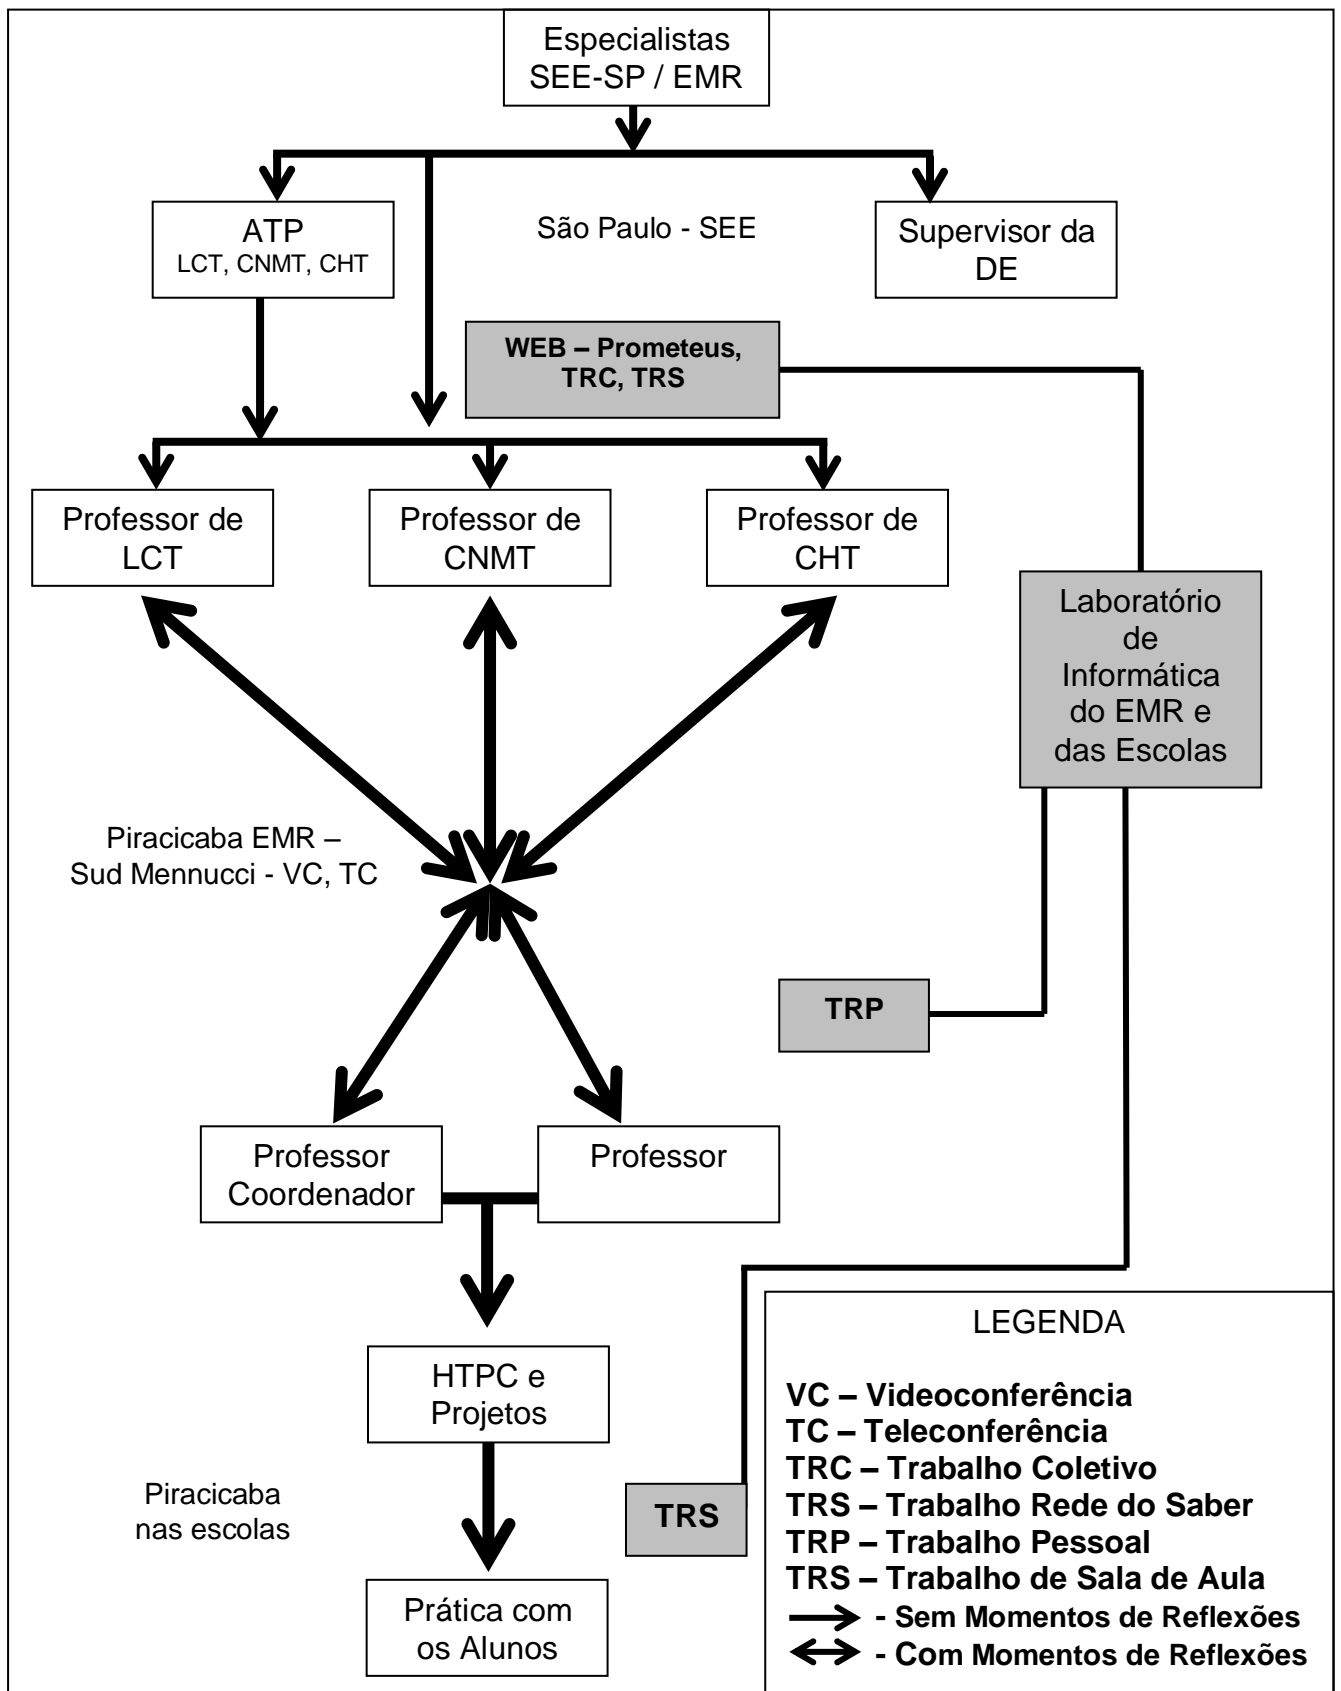 Especialistas
SEE-SP / EMR
ATP
LCT, CNMT, CHT
São Paulo - SEE
Supervisor da
DE
WEB – Prometeus,
TRC, TRS
Professor de
LCT
Professor de
CNMT
Professor de
CHT
Laboratório
de
Informática
do EMR e
das Escolas
Piracicaba EMR –
Sud Mennucci - VC, TC
TRP
Professor
Coordenador
Professor
HTPC e
Projetos
Piracicaba
nas escolas
TRS
Prática com
os Alunos
LEGENDA
VC – Videoconferência
TC – Teleconferência
TRC – Trabalho Coletivo
TRS – Trabalho Rede do Saber
TRP – Trabalho Pessoal
TRS – Trabalho de Sala de Aula
- Sem Momentos de Reflexões
- Com Momentos de Reflexões